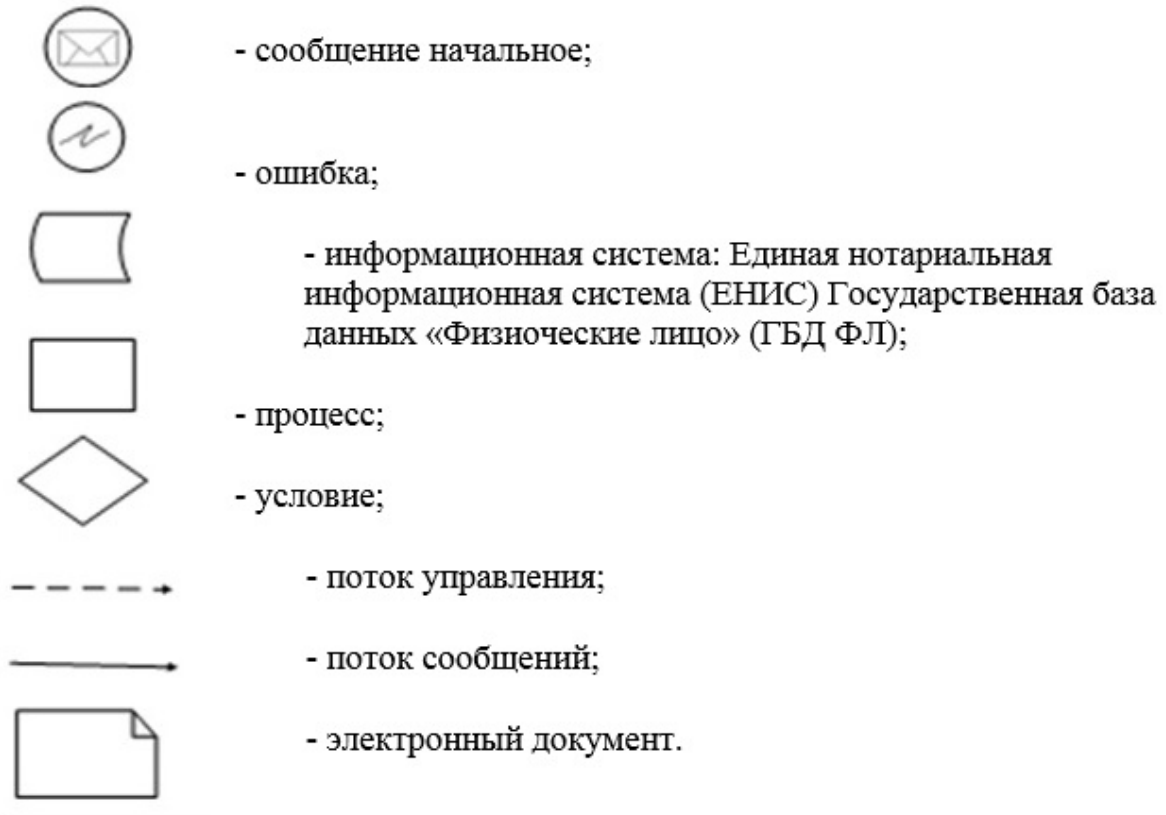 - сообщение начальное;
- ошибка;
- информационная система: Единая нотариальная
информационная система (ЕНИС) Государственная база
данных «Физиоческие лицо» (ГБД ФЛ);
- процесс;
- условие;
- поток управления;
- поток сообщений;
- электронный документ.